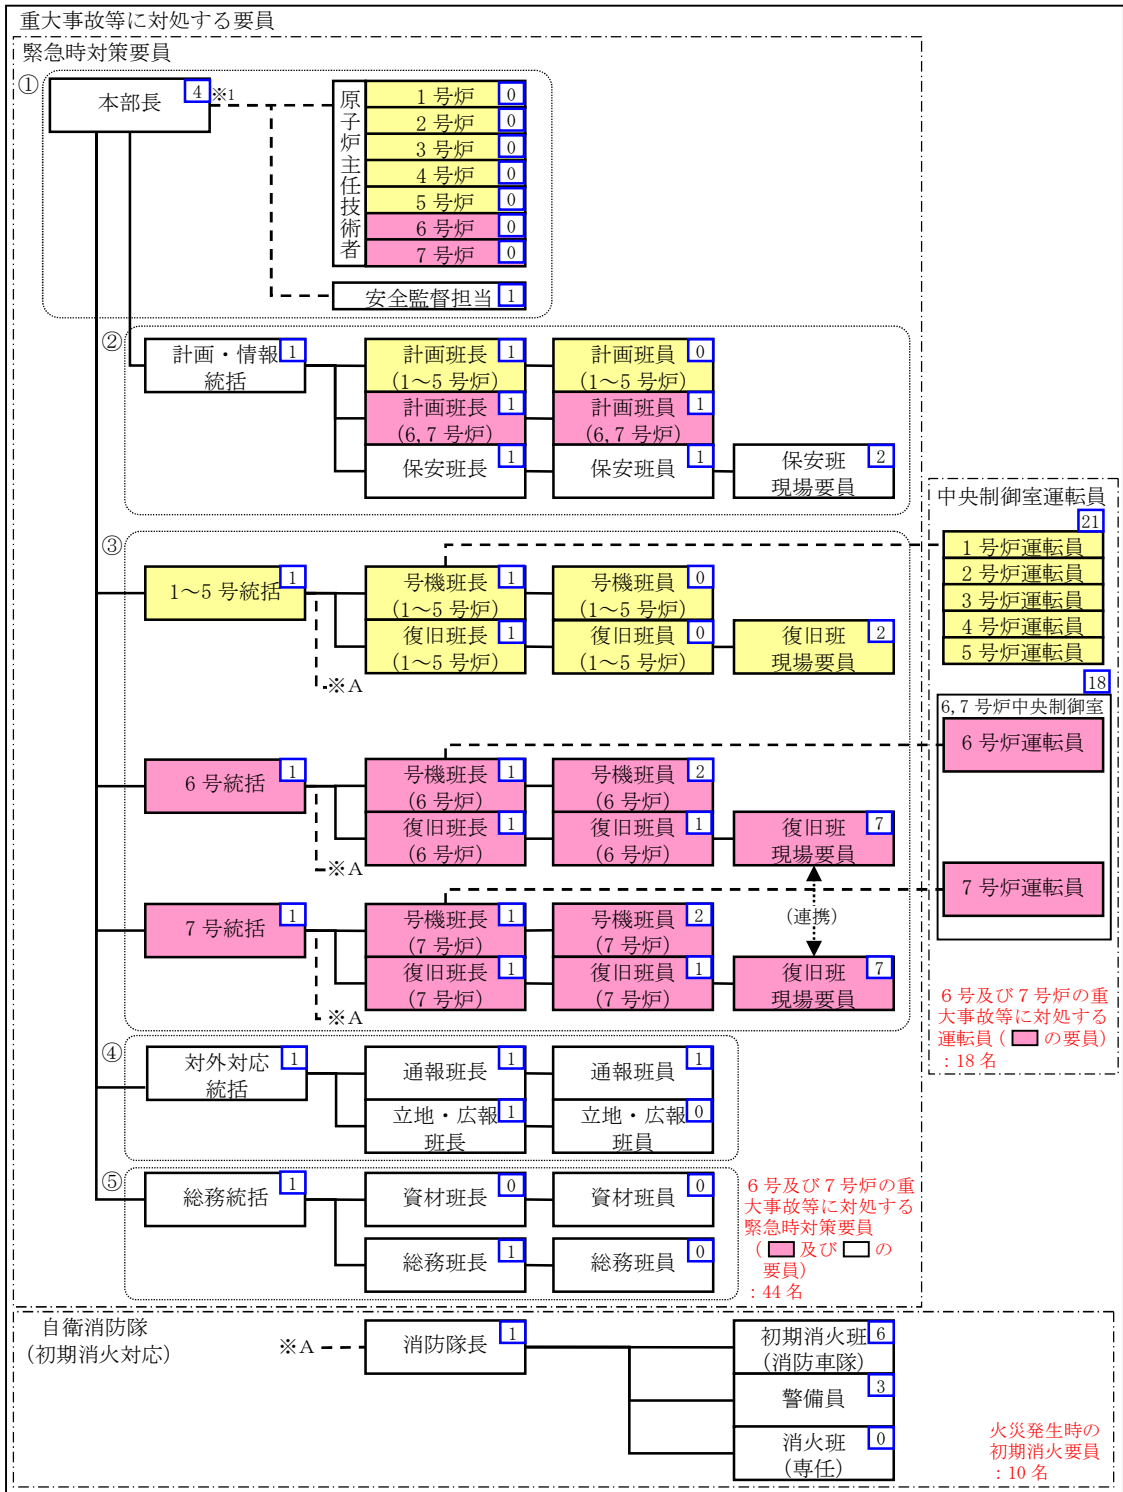 重大事故等に対処する要員
緊急時対策要員
①
本部長
4
※1
原子炉主任技術者
1 号炉
0
2 号炉
0
3 号炉
0
4 号炉
0
5 号炉
0
6 号炉
0
7 号炉
0
安全監督担当
1
②
計画・情報
統括
1
計画班長
(1～5 号炉)
1
計画班員
(1～5 号炉)
0
計画班長
(6,7 号炉)
1
計画班員
(6,7 号炉)
1
保安班長
1
保安班員
1
保安班
現場要員
2
中央制御室運転員
21
1 号炉運転員
2 号炉運転員
3 号炉運転員
4 号炉運転員
5 号炉運転員
③
1～5 号統括
1
号機班長
(1～5 号炉)
1
号機班員
(1～5 号炉)
0
復旧班長
(1～5 号炉)
1
復旧班員
(1～5 号炉)
0
復旧班
現場要員
2
※A
18
6,7 号炉中央制御室
6 号炉運転員
7 号炉運転員
6 号統括
1
号機班長
(6 号炉)
1
号機班員
(6 号炉)
2
復旧班長
(6 号炉)
1
復旧班員
(6 号炉)
1
復旧班
現場要員
7
※A
(連携)
7 号統括
1
号機班長
(7 号炉)
1
号機班員
(7 号炉)
2
復旧班長
(7 号炉)
1
復旧班員
(7 号炉)
1
復旧班
現場要員
7
※A
6 号及び 7 号炉の重
大事故等に対処する
運転員 ( の要員)
: 18 名
④
対外対応
統括
1
通報班長
1
通報班員
1
立地・広報
班長
1
立地・広報
班員
0
⑤
総務統括
1
資材班長
0
資材班員
0
総務班長
1
総務班員
0
6 号及び 7 号炉の重
大事故等に対処する
緊急時対策要員
( 及び の
要員)
: 44 名
自衛消防隊
(初期消火対応)
※A
消防隊長
1
初期消火班
(消防車隊)
6
警備員
3
消火班
(専任)
0
火災発生時の
初期消火要員
: 10 名